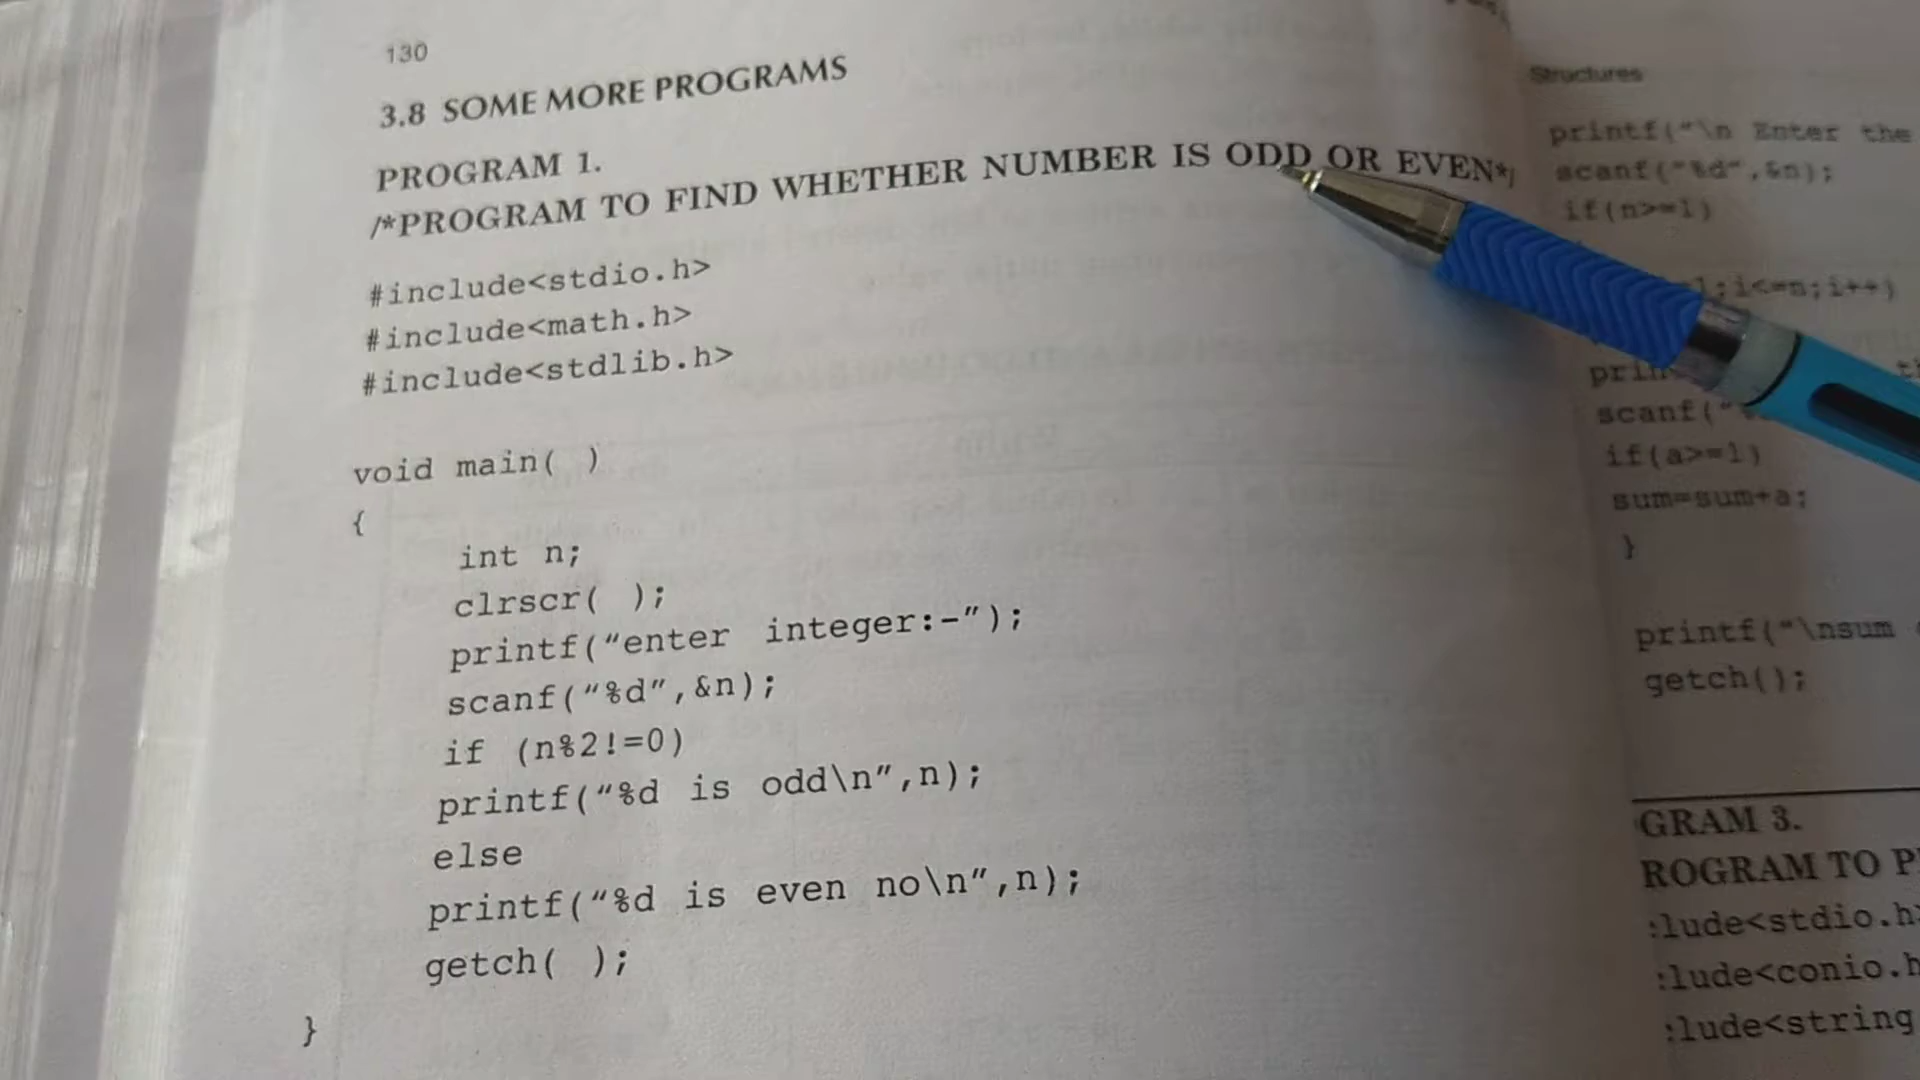 130
3.8 SOME MORE PROGRAMS
PROGRAM 1.
/*PROGRAM TO FIND WHETHER NUMBER IS ODD OR EVEN*/
#include<stdio.h>
#include<math.h>
#include<stdlib.h>
void main( )
{
int n;
clrscr( );
printf(“enter integer:-”);
scanf(“%d”,&n);
if (n%2!=0)
printf(“%d is odd\n”,n);
else
printf(“%d is even no\n”,n);
getch( );
}
Structures
printf(“\n Enter the
scanf(“%d”,&n);
if(n>=1)
1;i<=n;i++)
scanf(“
if(a>=1)
sum=sum+a;
}
printf(“\nsum
getch();
GRAM 3.
ROGRAM TO P
lude<stdio.h>
lude<conio.h
lude<string